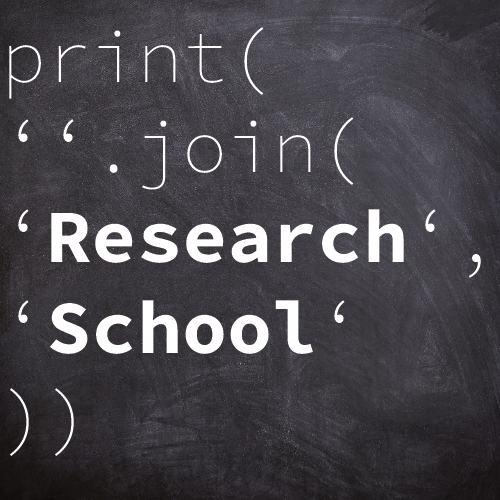 print(
‘ ‘.join(
‘Research‘,
‘School‘
))